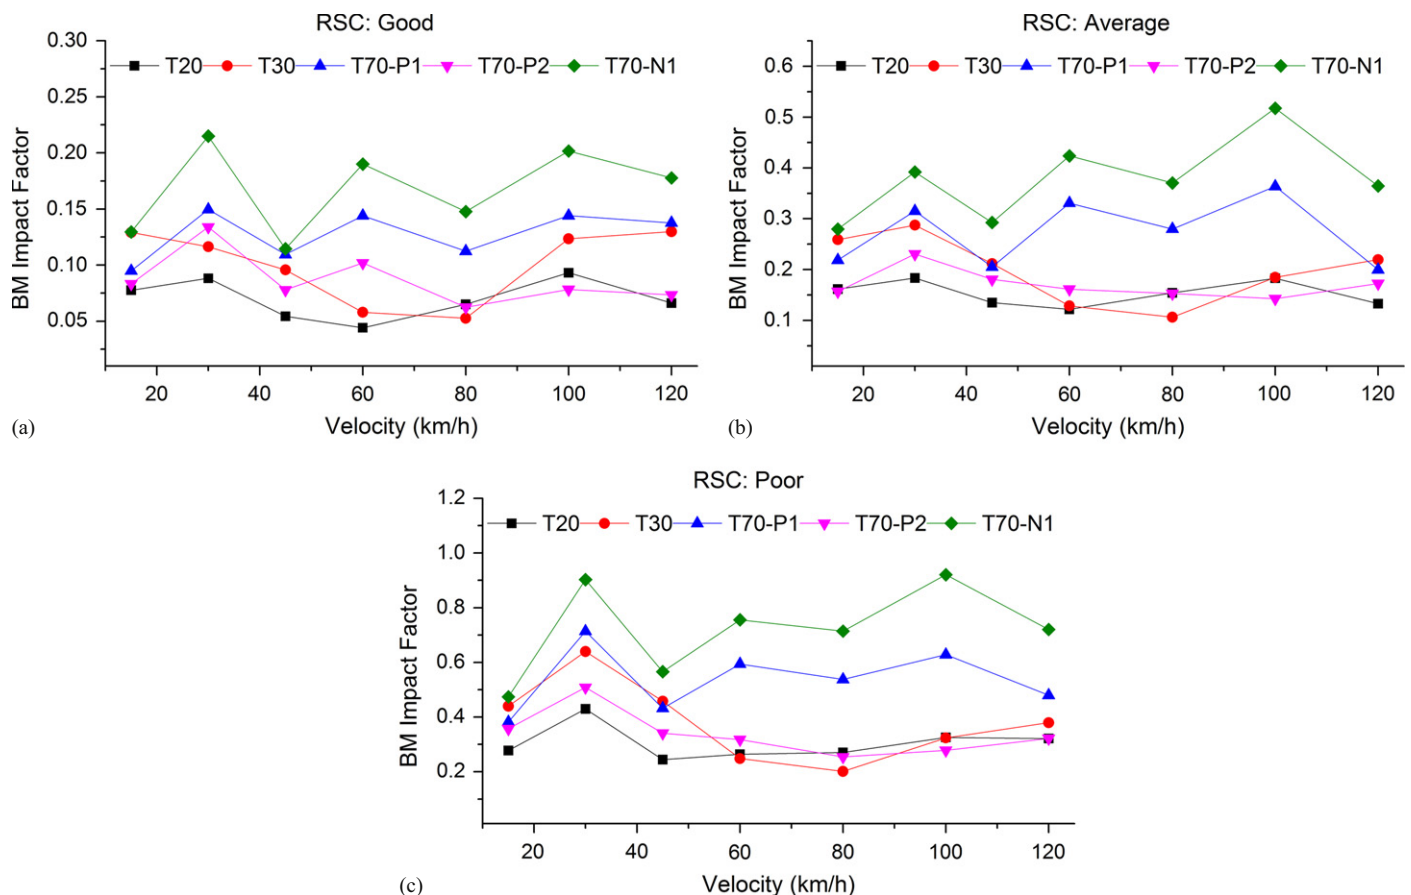 RSC: Good
0.30
T20 T30 T70-P1 T70-P2 T70-N1
0.25
0.20
0.15
0.10
0.05
BM Impact Factor
20 40 60 80 100 120
Velocity (km/h)
(a)
RSC: Average
0.6
T20 T30 T70-P1 T70-P2 T70-N1
0.5
0.4
0.3
0.2
0.1
BM Impact Factor
20 40 60 80 100 120
Velocity (km/h)
(b)
RSC: Poor
1.2
T20 T30 T70-P1 T70-P2 T70-N1
1.0
0.8
0.6
0.4
0.2
BM Impact Factor
20 40 60 80 100 120
Velocity (km/h)
(c)